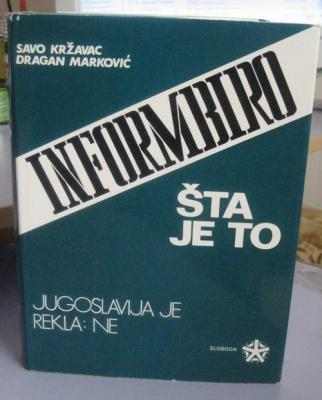 SAVO KRŽAVAC
DRAGAN MARKOVIĆ
INFORMBIRO
ŠTA
JE TO
JUGOSLAVIJA JE
REKLA: NE
SLOBODA